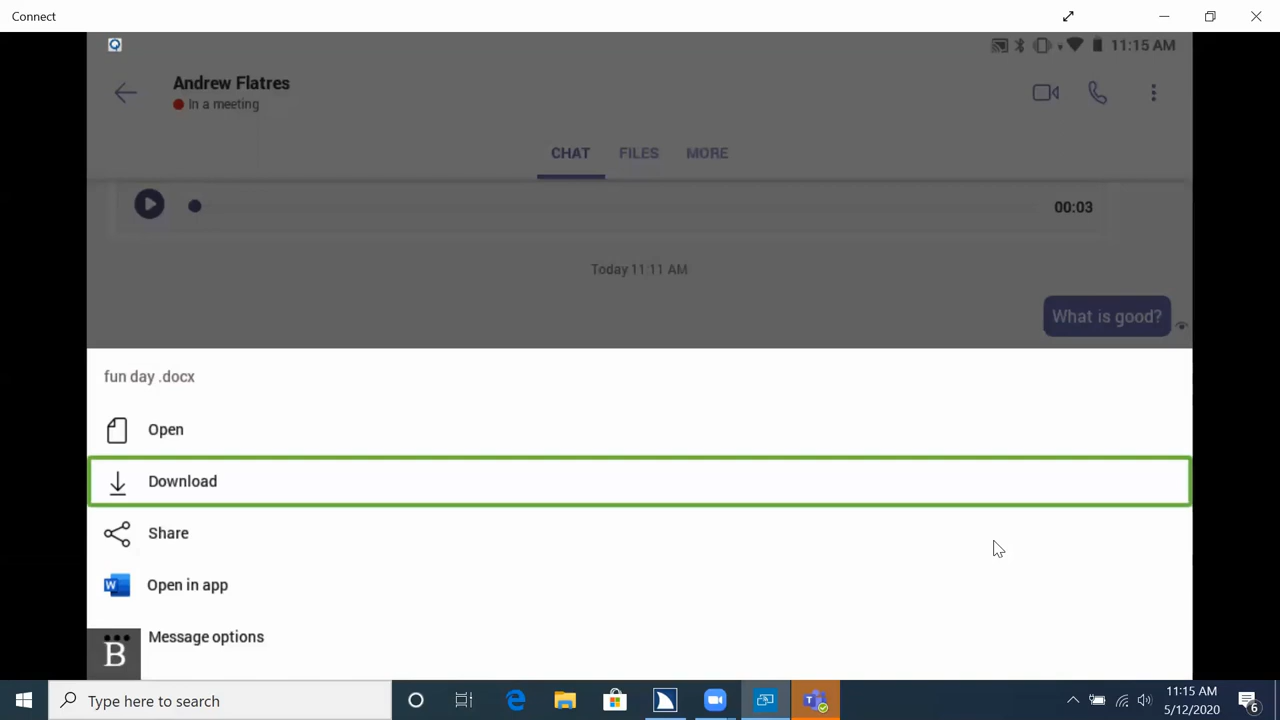 Connect
11:15 AM
Andrew Flatres
In a meeting
CHAT FILES MORE
00:03
Today 11:11 AM
What is good?
fun day .docx
Open
Download
Share
W Open in app
Message options
B
Type here to search
11:15 AM
5/12/2020
6